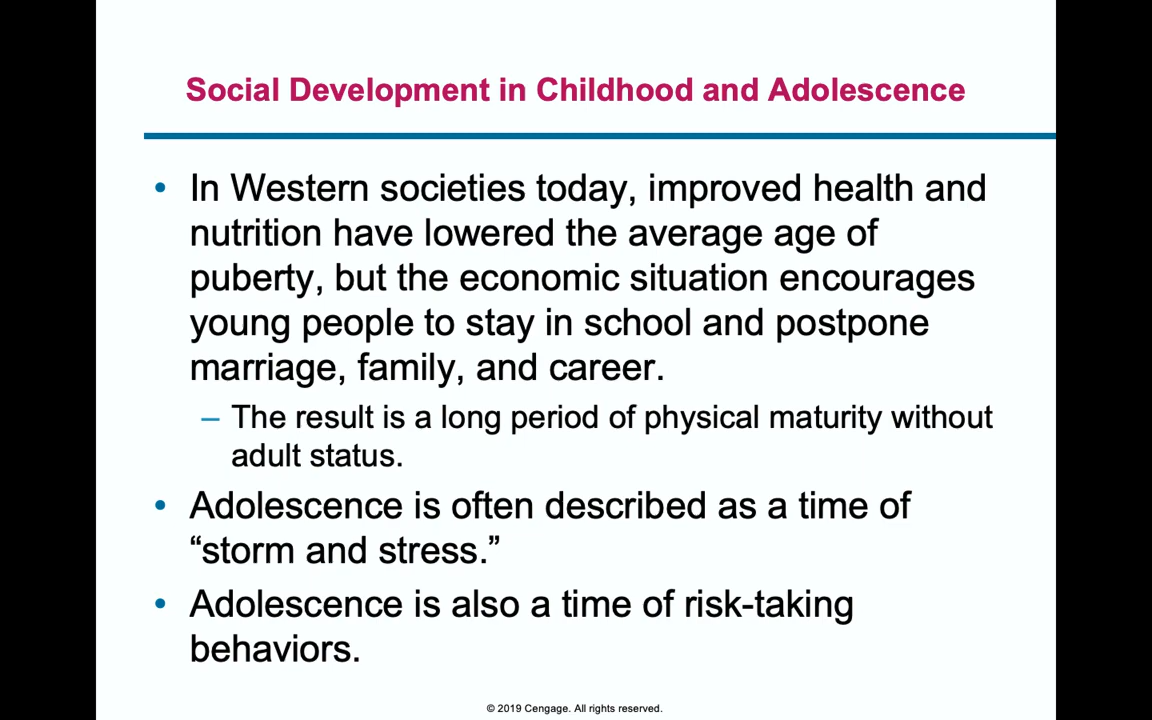 Social Development in Childhood and Adolescence
• In Western societies today, improved health and
nutrition have lowered the average age of
puberty, but the economic situation encourages
young people to stay in school and postpone
marriage, family, and career.
– The result is a long period of physical maturity without
adult status.
• Adolescence is often described as a time of
“storm and stress.”
• Adolescence is also a time of risk-taking
behaviors.
© 2019 Cengage. All rights reserved.